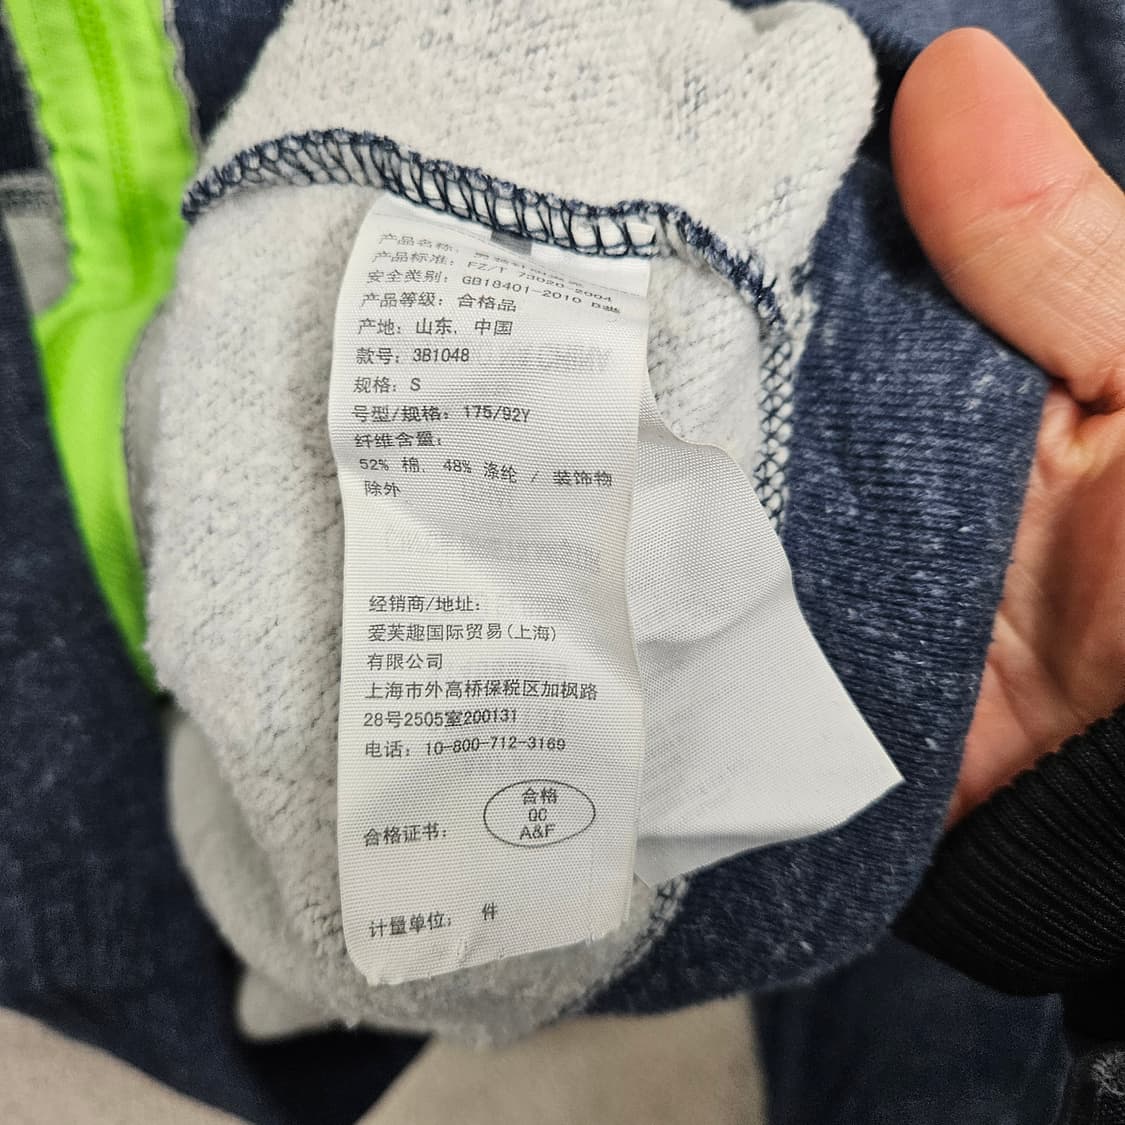 产品名称:
产品标准: FZ/T 73020-2004
安全类别: GB18401-2010 B类
产品等级: 合格品
产地: 山东, 中国
款号: 3B1048
规格: S
号型/规格: 175/92Y
纤维含量:
52% 棉, 48% 涤纶 / 装饰物
除外
经销商/地址:
爱芙趣国际贸易(上海)
有限公司
上海市外高桥保税区加枫路
28号2505室200131
电话: 10-800-712-3169
合格
QC
A&F
合格证书:
计量单位: 件